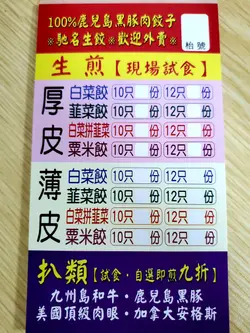 100%鹿兒島黑豚肉餃子
※馳名生餃※歡迎外賣※
枱號
生煎【現場試食】
厚皮
白菜餃 10只 份 12只 份
韮菜餃 10只 份 12只 份
白菜拼韮菜 10只 份 12只 份
粟米餃 10只 份 12只 份
薄皮
白菜餃 10只 份 12只 份
韮菜餃 10只 份 12只 份
白菜拼韮菜 10只 份 12只 份
粟米餃 10只 份 12只 份
扒類【試食‧自選即煎九折】
九州島和牛‧鹿兒島黑豚
美國頂級肉眼‧加拿大安格斯